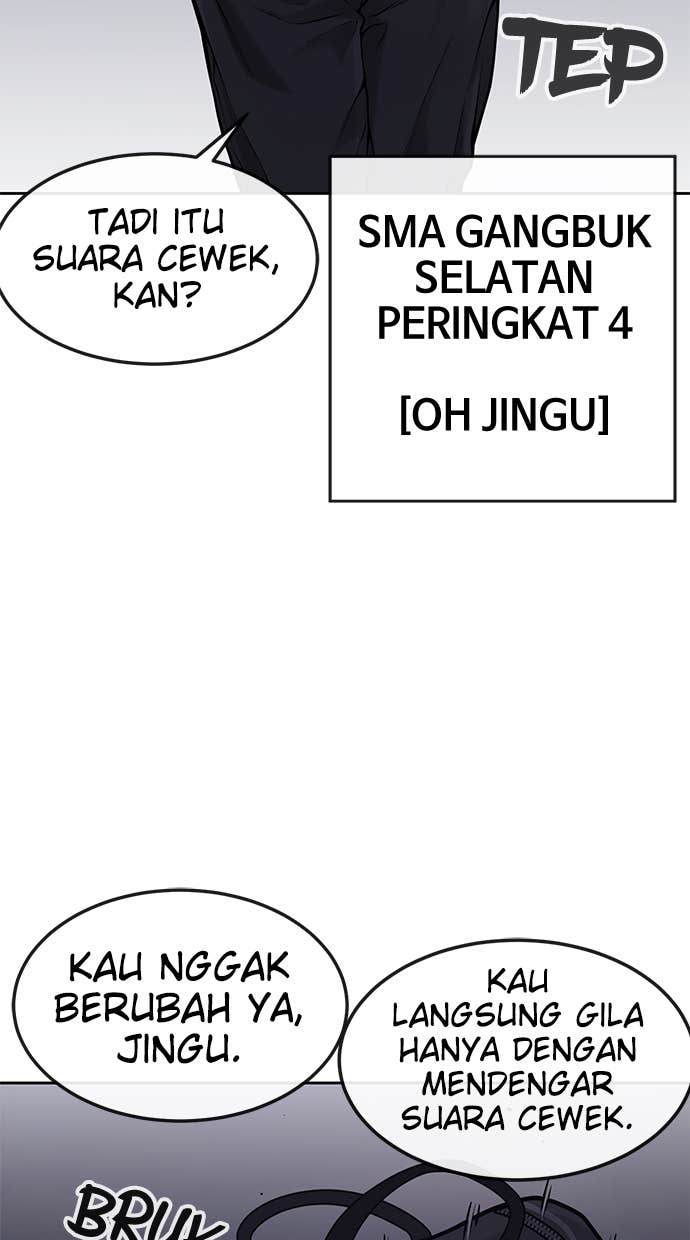 TEP
TADI ITU
SUARA CEWEK,
KAN?
SMA GANGBUK
SELATAN
PERINGKAT 4
[OH JINGU]
KAU NGGAK
BERUBAH YA,
JINGU.
KAU
LANGSUNG GILA
HANYA DENGAN
MENDENGAR
SUARA CEWEK.
BRUK